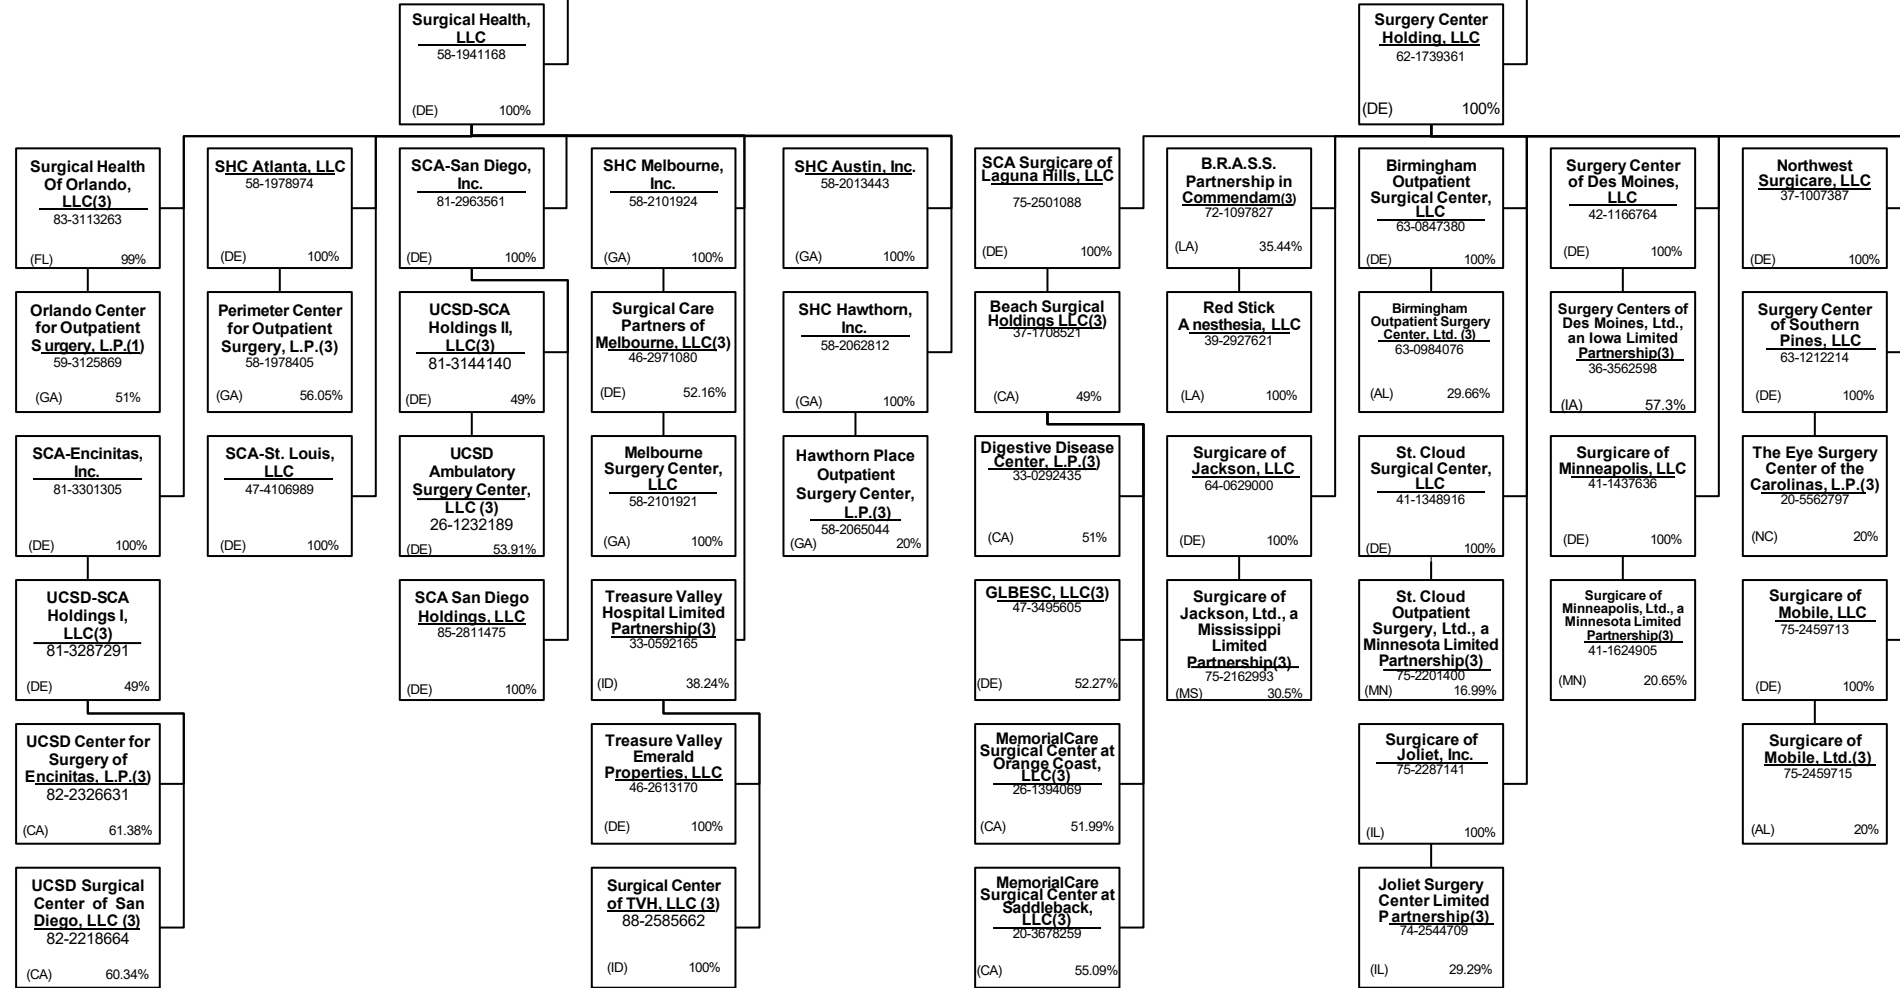 Surgical Health,
LLC
58-1941168
(DE) 100%
Surgery Center
Holding, LLC
62-1739361
(DE) 100%
Surgical Health
Of Orlando,
LLC(3)
83-3113263
(FL) 99%
SHC Atlanta, LLC
58-1978974
(DE) 100%
SCA-San Diego,
Inc.
81-2963561
(DE) 100%
SHC Melbourne,
Inc.
58-2101924
(GA) 100%
SHC Austin, Inc.
58-2013443
(GA) 100%
SCA Surgicare of
Laguna Hills, LLC
75-2501088
(DE) 100%
B.R.A.S.S.
Partnership in
Commendam(3)
72-1097827
(LA) 35.44%
Birmingham
Outpatient
Surgical Center,
LLC
63-0847380
(DE) 100%
Surgery Center
of Des Moines,
LLC
42-1166764
(DE) 100%
Northwest
Surgicare, LLC
37-1007387
(DE) 100%
Orlando Center
for Outpatient
Surgery, L.P.(1)
59-3125869
(GA) 51%
Perimeter Center
for Outpatient
Surgery, L.P.(3)
58-1978405
(GA) 56.05%
UCSD-SCA
Holdings II,
LLC(3)
81-3144140
(DE) 49%
Surgical Care
Partners of
Melbourne, LLC(3)
46-2971080
(DE) 52.16%
SHC Hawthorn,
Inc.
58-2062812
(GA) 100%
Beach Surgical
Holdings LLC(3)
37-1708521
(CA) 49%
Red Stick
Anesthesia, LLC
39-2927621
(LA) 100%
Birmingham
Outpatient Surgery
Center, Ltd. (3)
63-0984076
(AL) 29.66%
Surgery Centers of
Des Moines, Ltd.,
an Iowa Limited
Partnership(3)
36-3562598
(IA) 57.3%
Surgery Center
of Southern
Pines, LLC
63-1212214
(DE) 100%
SCA-Encinitas,
Inc.
81-3301305
(DE) 100%
SCA-St. Louis,
LLC
47-4106989
(DE) 100%
UCSD
Ambulatory
Surgery Center,
LLC (3)
26-1232189
(DE) 53.91%
Melbourne
Surgery Center,
LLC
58-2101921
(GA) 100%
Hawthorn Place
Outpatient
Surgery Center,
L.P.(3)
58-2065044
(GA) 20%
Digestive Disease
Center, L.P.(3)
33-0292435
(CA) 51%
Surgicare of
Jackson, LLC
64-0629000
(DE) 100%
St. Cloud
Surgical Center,
LLC
41-1348916
(DE) 100%
Surgicare of
Minneapolis, LLC
41-1437636
(DE) 100%
The Eye Surgery
Center of the
Carolinas, L.P.(3)
20-5562797
(NC) 20%
UCSD-SCA
Holdings I,
LLC(3)
81-3287291
(DE) 49%
SCA San Diego
Holdings, LLC
85-2811475
(DE) 100%
Treasure Valley
Hospital Limited
Partnership(3)
33-0592165
(ID) 38.24%
GLBESC, LLC(3)
47-3495605
(DE) 52.27%
Surgicare of
Jackson, Ltd., a
Mississippi
Limited
Partnership(3)
75-2162993
(MS) 30.5%
St. Cloud
Outpatient
Surgery, Ltd., a
Minnesota Limited
Partnership(3)
75-2201400
(MN) 16.99%
Surgicare of
Minneapolis, Ltd., a
Minnesota Limited
Partnership(3)
41-1624905
(MN) 20.65%
Surgicare of
Mobile, LLC
75-2459713
(DE) 100%
UCSD Center for
Surgery of
Encinitas, L.P.(3)
82-2326631
(CA) 61.38%
Treasure Valley
Emerald
Properties, LLC
46-2613170
(DE) 100%
MemorialCare
Surgical Center at
Orange Coast,
LLC(3)
26-1394069
(CA) 51.99%
Surgicare of
Joliet, Inc.
75-2287141
(IL) 100%
Surgicare of
Mobile, Ltd.(3)
75-2459715
(AL) 20%
UCSD Surgical
Center of San
Diego, LLC (3)
82-2218664
(CA) 60.34%
Surgical Center
of TVH, LLC (3)
88-2585662
(ID) 100%
MemorialCare
Surgical Center at
Saddleback,
LLC(3)
20-3678259
(CA) 55.09%
Joliet Surgery
Center Limited
Partnership(3)
74-2544709
(IL) 29.29%